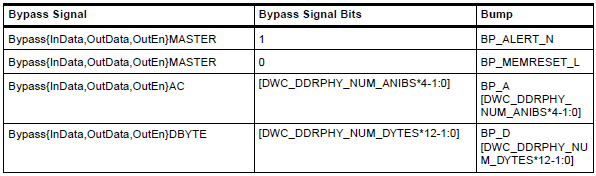 Bypass Signal Bypass Signal Bits Bump
Bypass{InData,OutData,OutEn}MASTER 1 BP_ALERT_N
Bypass{InData,OutData,OutEn}MASTER 0 BP_MEMRESET_L
Bypass{InData,OutData,OutEn}AC [DWC_DDRPHY_NUM_ANIBS*4-1:0] BP_A
[DWC_DDRPHY_
NUM_ANIBS*4-1:0]
Bypass{InData,OutData,OutEn}DBYTE [DWC_DDRPHY_NUM_DYTES*12-1:0] BP_D
[DWC_DDRPHY_NU
M_DYTES*12-1:0]